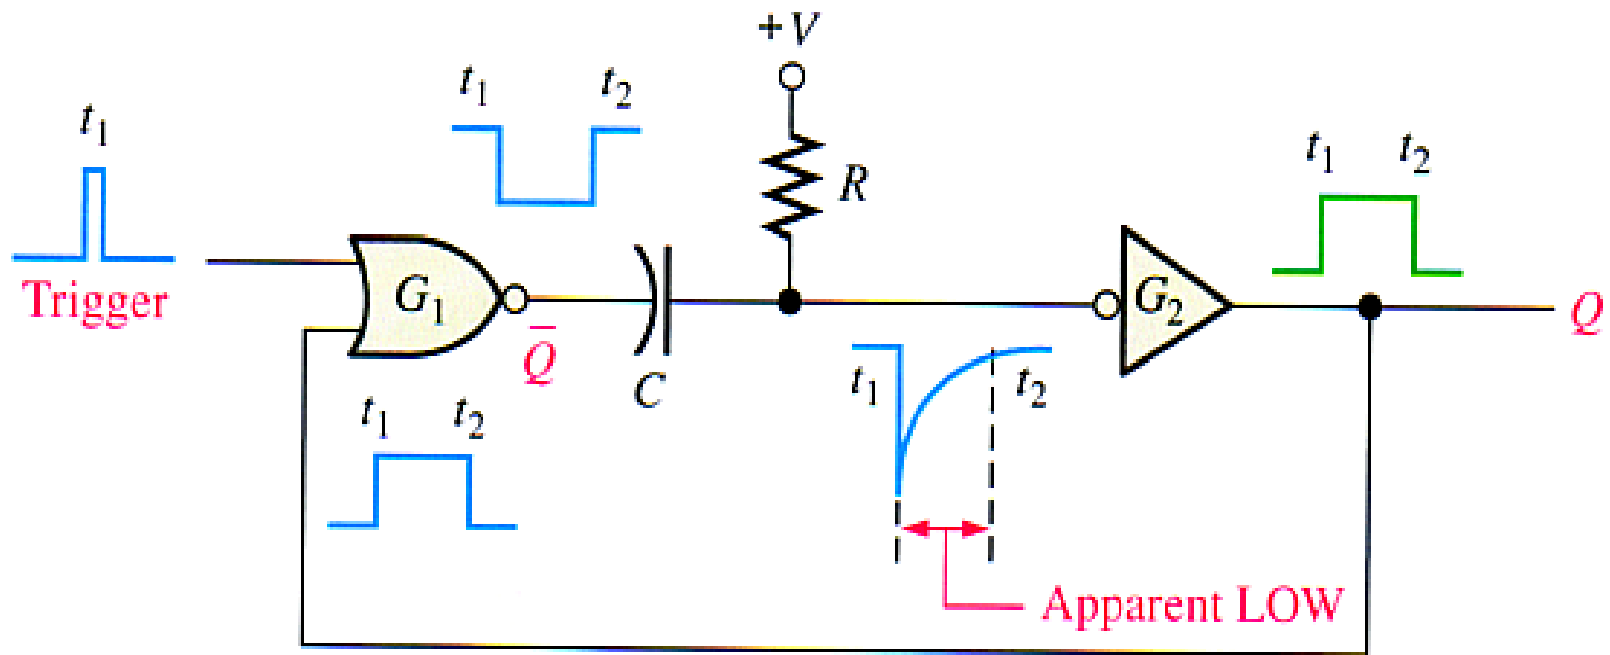 +V
t₁ t₂
t₁
R
t₁ t₂
Trigger
G₁
Q̅
C
G₂
Q
t₁ t₂
t₁ t₂
Apparent LOW